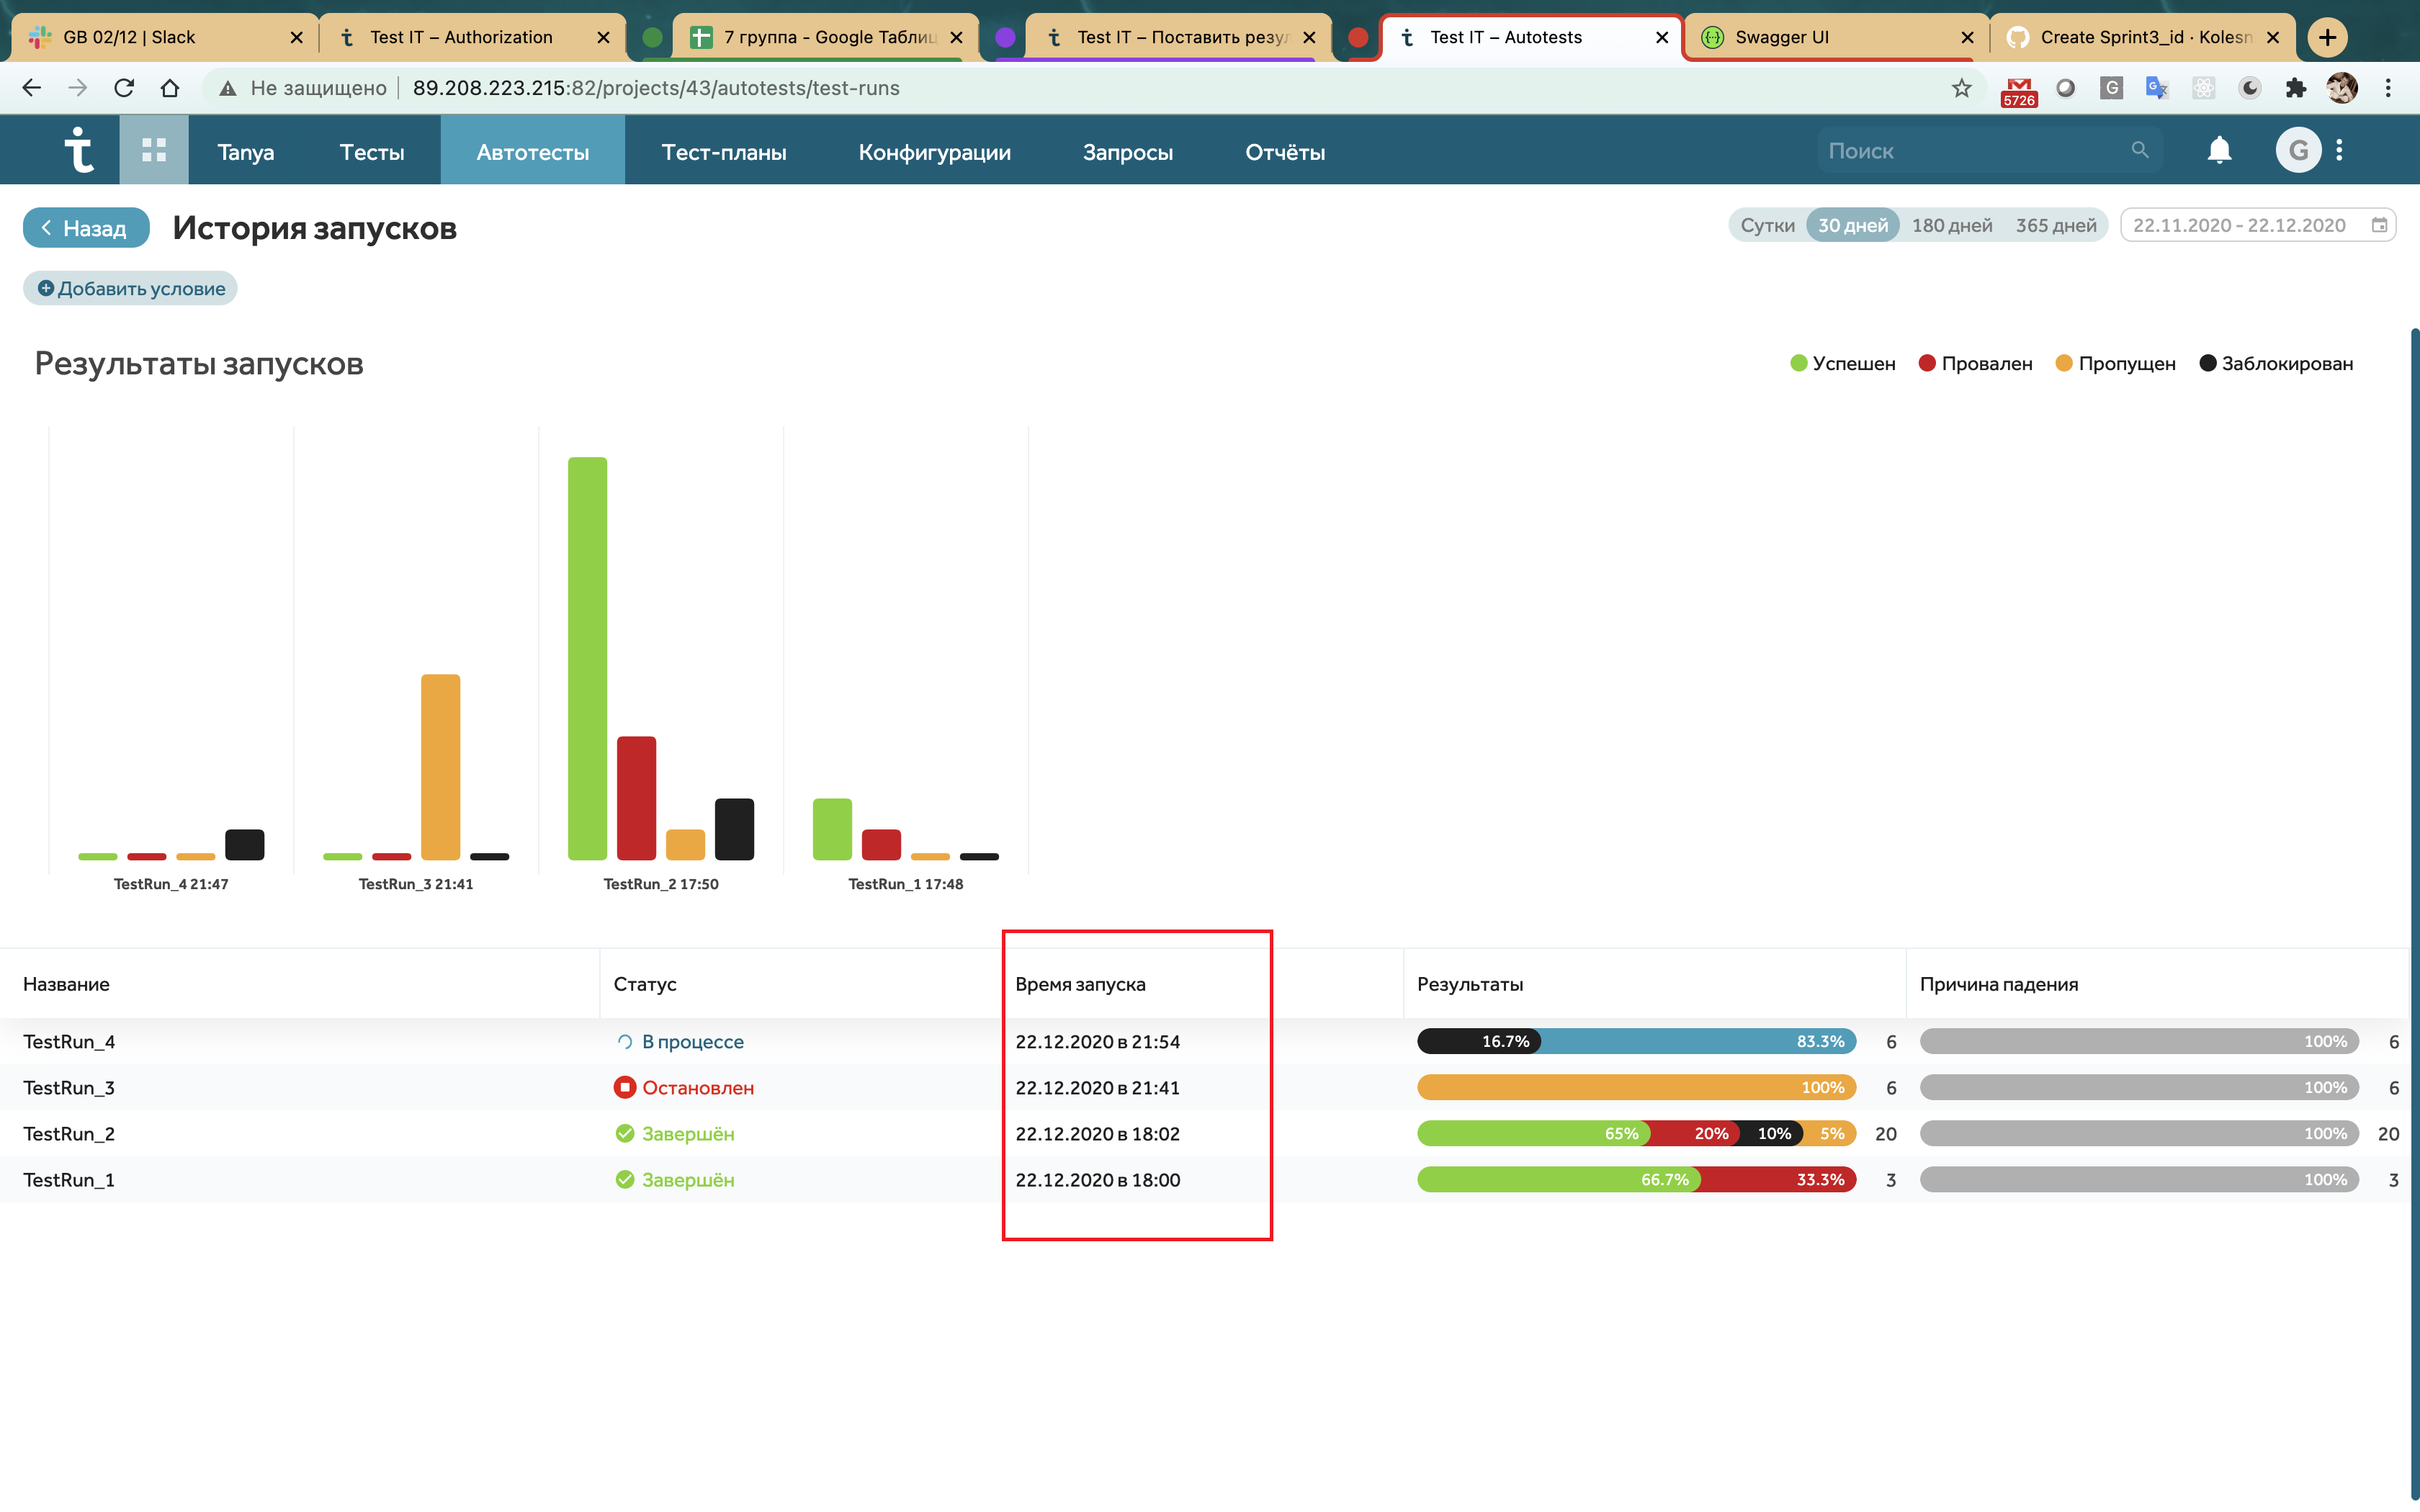 GB 02/12 | Slack
Test IT – Authorization
7 группа - Google Таблиц
Test IT – Поставить резул
Test IT – Autotests
Swagger UI
Create Sprint3_id · Kolesn
Не защищено
89.208.223.215:82/projects/43/autotests/test-runs
5726
G
G
Tanya
Тесты
Автотесты
Тест-планы
Конфигурации
Запросы
Отчёты
Поиск
G
Назад
История запусков
Сутки
30 дней
180 дней
365 дней
22.11.2020 - 22.12.2020
Добавить условие
Результаты запусков
Успешен
Провален
Пропущен
Заблокирован
TestRun_4 21:47
TestRun_3 21:41
TestRun_2 17:50
TestRun_1 17:48
Название Статус Время запуска Результаты Причина падения
TestRun_4 В процессе 22.12.2020 в 21:54 16.7% 83.3% 6 100% 6
TestRun_3 Остановлен 22.12.2020 в 21:41 100% 6 100% 6
TestRun_2 Завершён 22.12.2020 в 18:02 65% 20% 10% 5% 20 100% 20
TestRun_1 Завершён 22.12.2020 в 18:00 66.7% 33.3% 3 100% 3